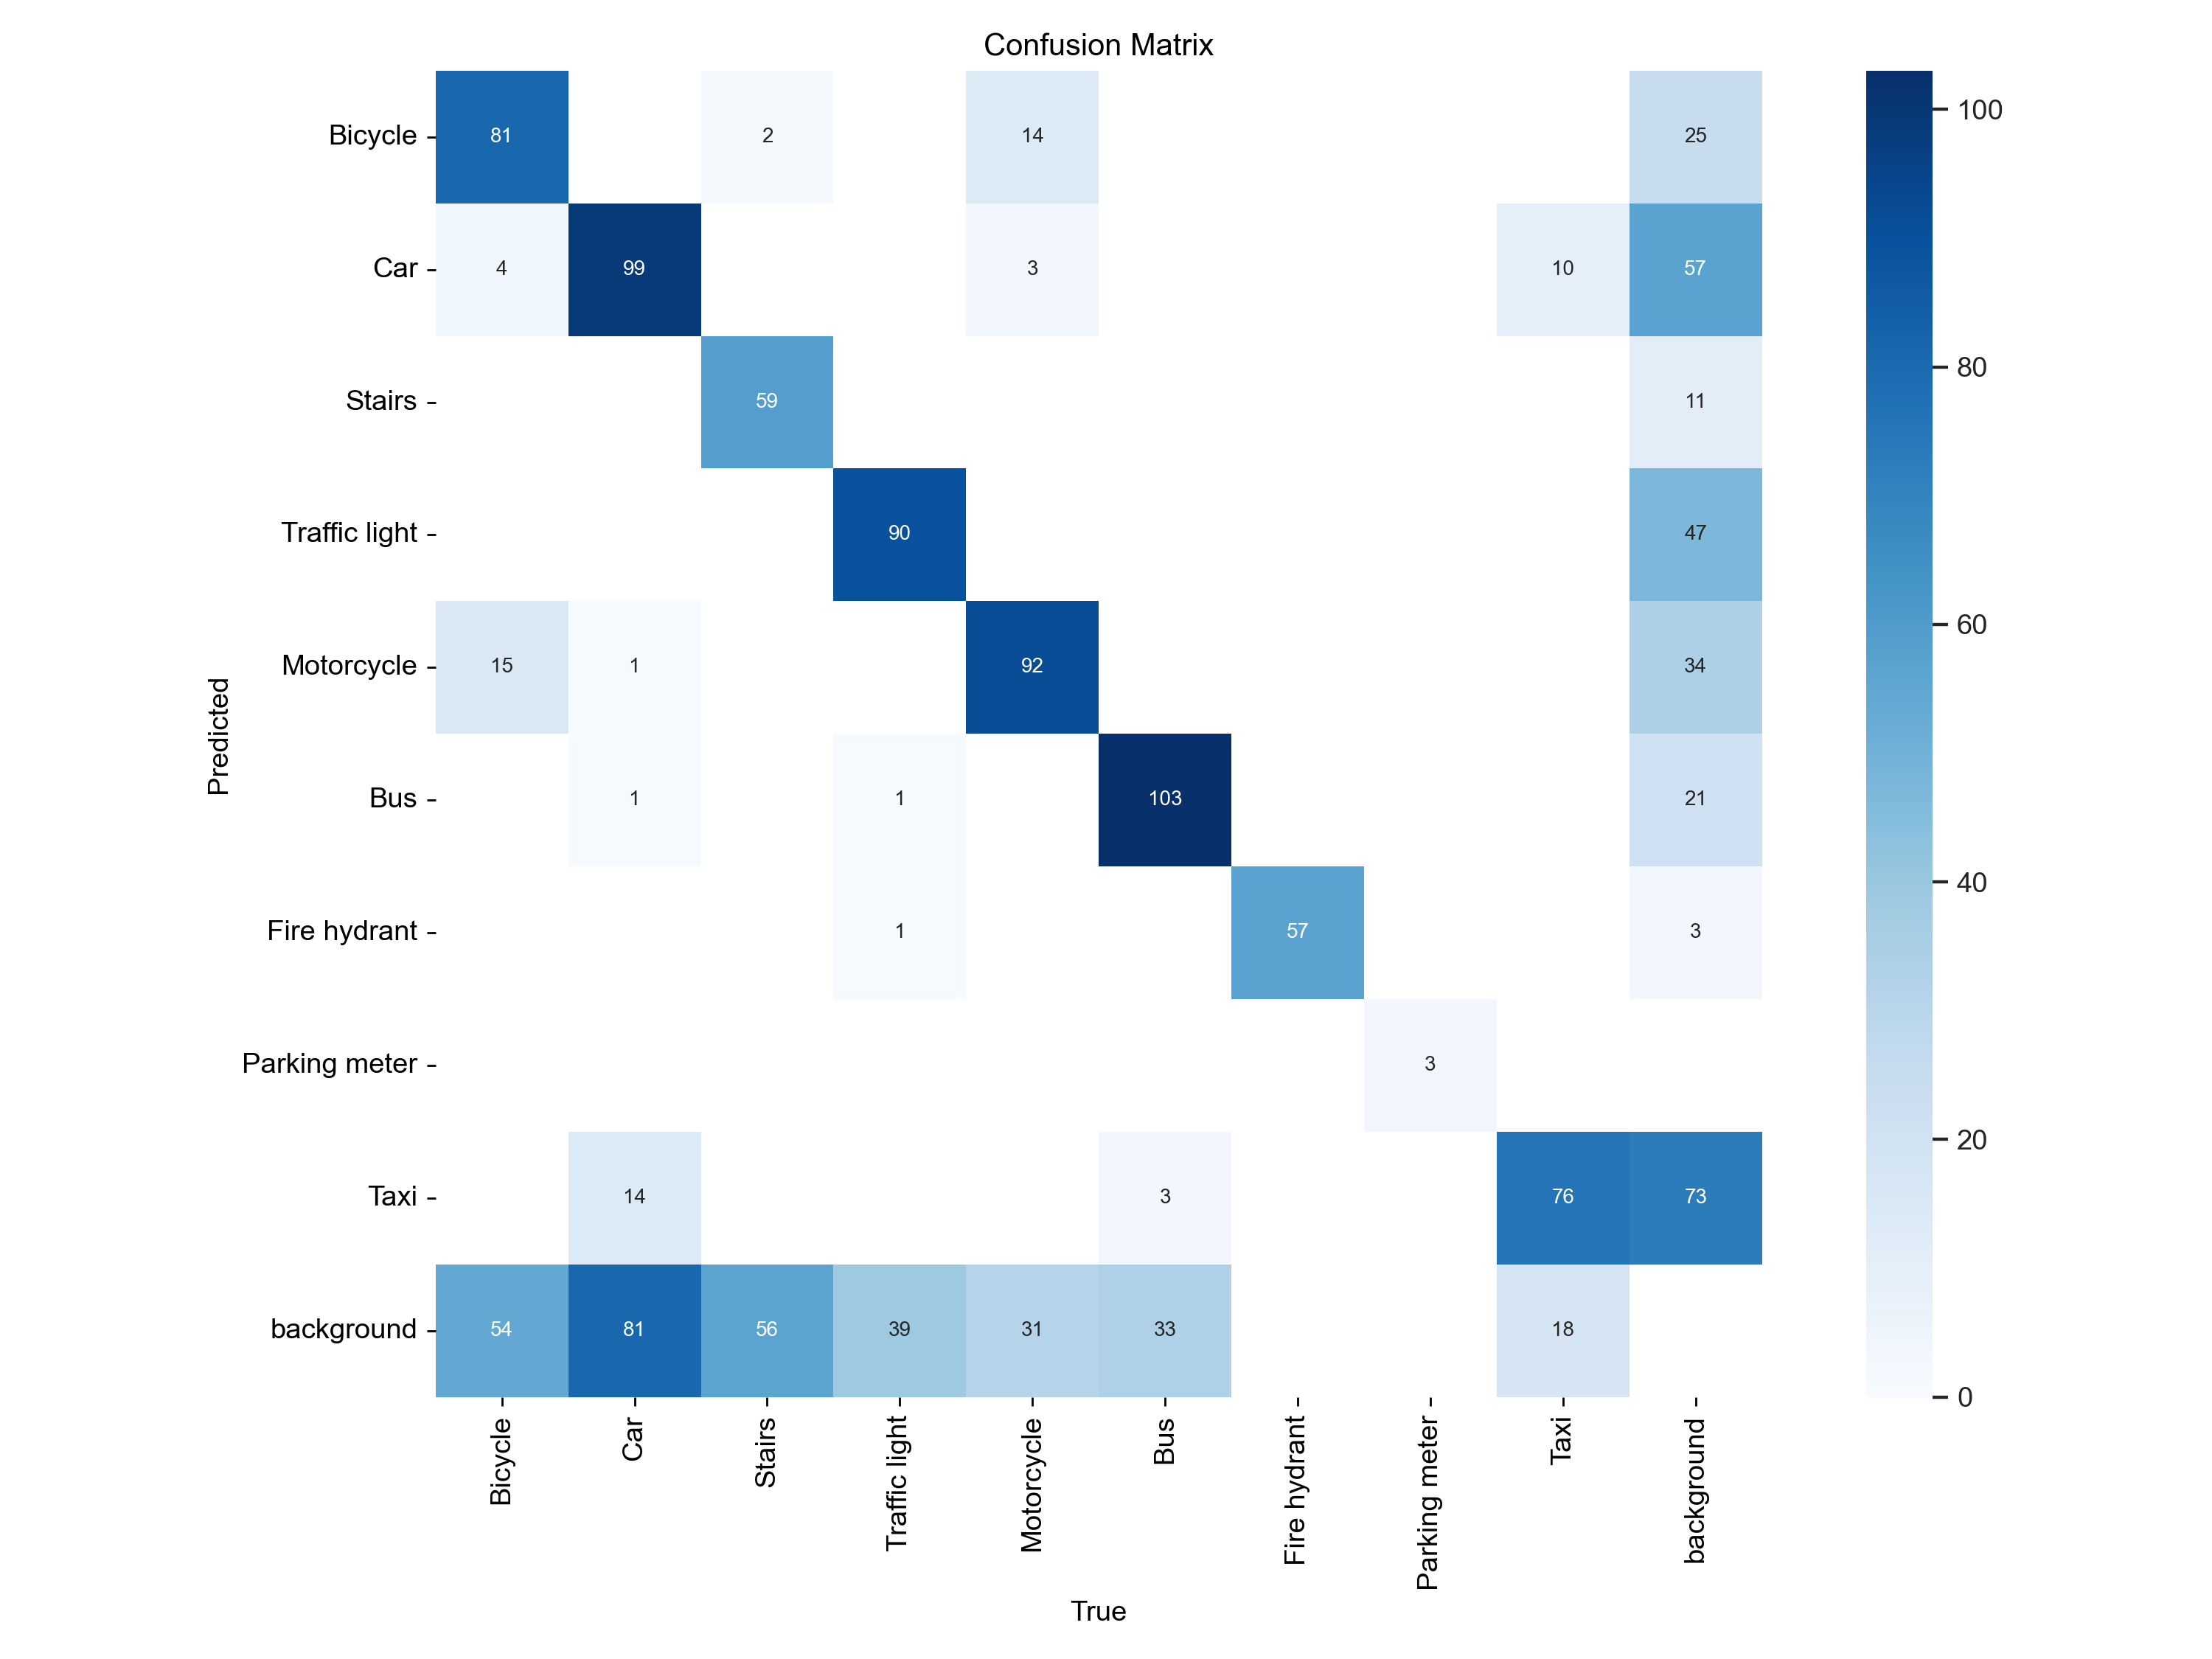 Confusion Matrix
Bicycle 81 2 14 25
Car 4 99 3 10 57
Stairs 59 11
Traffic light 90 47
Motorcycle 15 1 92 34
Bus 1 1 103 21
Fire hydrant 1 57 3
Parking meter 3
Taxi 14 3 76 73
background 54 81 56 39 31 33 18
Predicted
Bicycle Car Stairs Traffic light Motorcycle Bus Fire hydrant Parking meter Taxi background
True
100
80
60
40
20
0